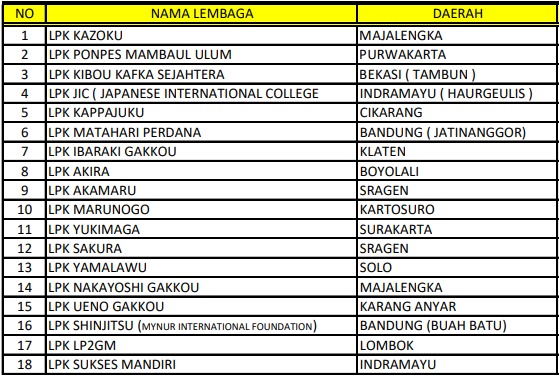 NO NAMA LEMBAGA DAERAH
1 LPK KAZOKU MAJALENGKA
2 LPK PONPES MAMBAUL ULUM PURWAKARTA
3 LPK KIBOU KAFKA SEJAHTERA BEKASI ( TAMBUN )
4 LPK JIC ( JAPANESE INTERNATIONAL COLLEGE INDRAMAYU ( HAURGEULIS )
5 LPK KAPPAJUKU CIKARANG
6 LPK MATAHARI PERDANA BANDUNG ( JATINANGGOR)
7 LPK IBARAKI GAKKOU KLATEN
8 LPK AKIRA BOYOLALI
9 LPK AKAMARU SRAGEN
10 LPK MARUNOGO KARTOSURO
11 LPK YUKIMAGA SURAKARTA
12 LPK SAKURA SRAGEN
13 LPK YAMALAWU SOLO
14 LPK NAKAYOSHI GAKKOU MAJALENGKA
15 LPK UENO GAKKOU KARANG ANYAR
16 LPK SHINJITSU (MYNUR INTERNATIONAL FOUNDATION) BANDUNG (BUAH BATU)
17 LPK LP2GM LOMBOK
18 LPK SUKSES MANDIRI INDRAMAYU